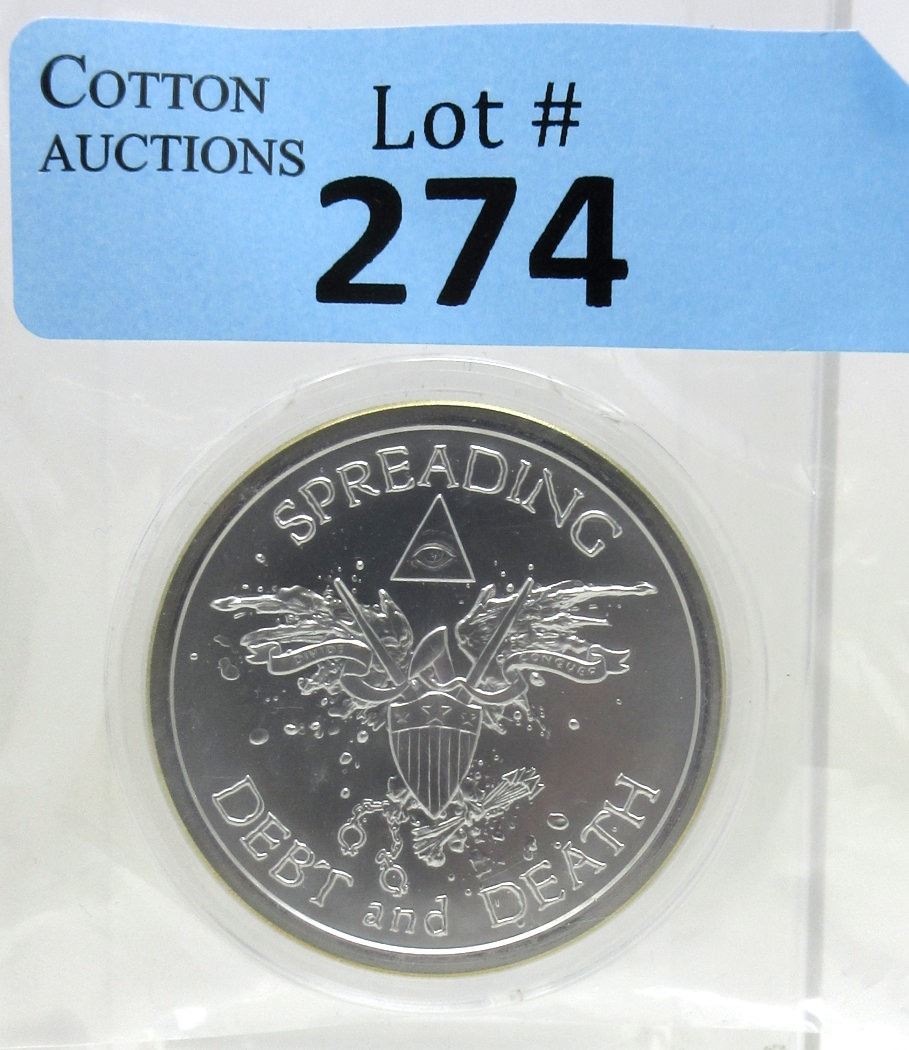 COTTON
AUCTIONS
Lot #
274
SPREADING
DIVIDE
CONQUER
DEBT and DEATH